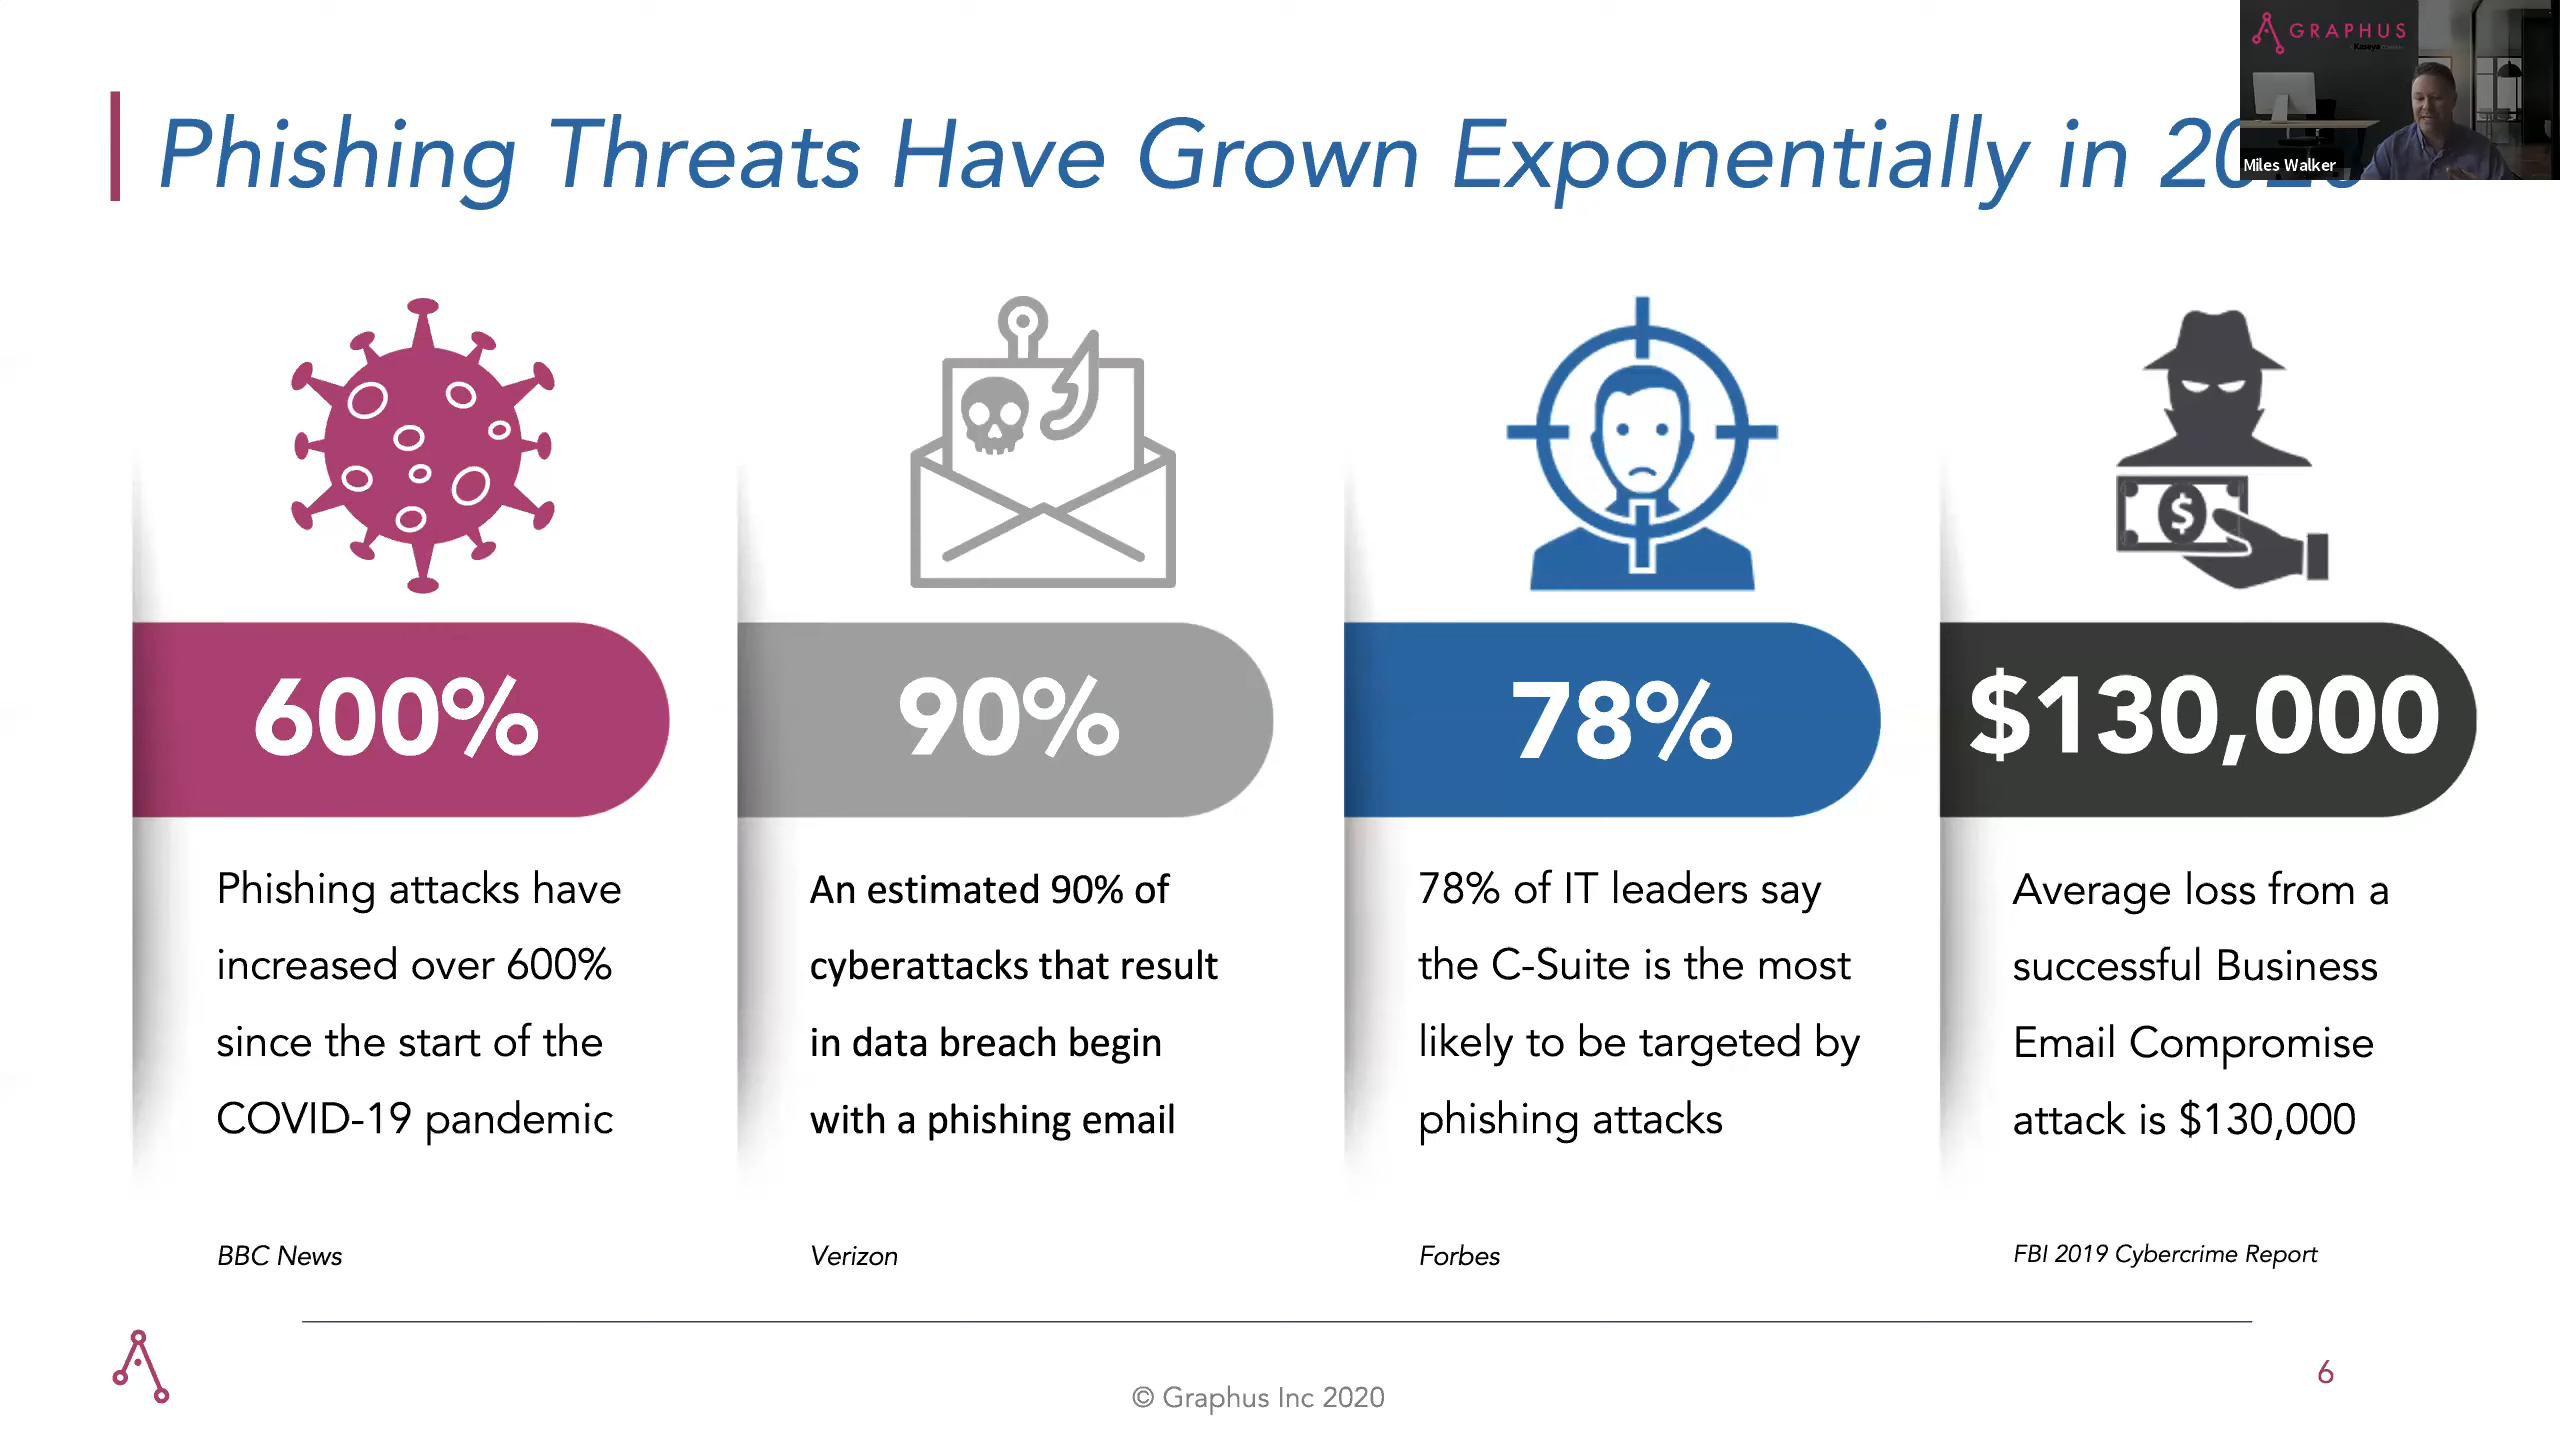 GRAPHUS
Kaseya
Miles Walker
Phishing Threats Have Grown Exponentially in
600%
Phishing attacks have
increased over 600%
since the start of the
COVID-19 pandemic
BBC News
90%
An estimated 90% of
cyberattacks that result
in data breach begin
with a phishing email
Verizon
78%
78% of IT leaders say
the C-Suite is the most
likely to be targeted by
phishing attacks
Forbes
$130,000
Average loss from a
successful Business
Email Compromise
attack is $130,000
FBI 2019 Cybercrime Report
© Graphus Inc 2020
6